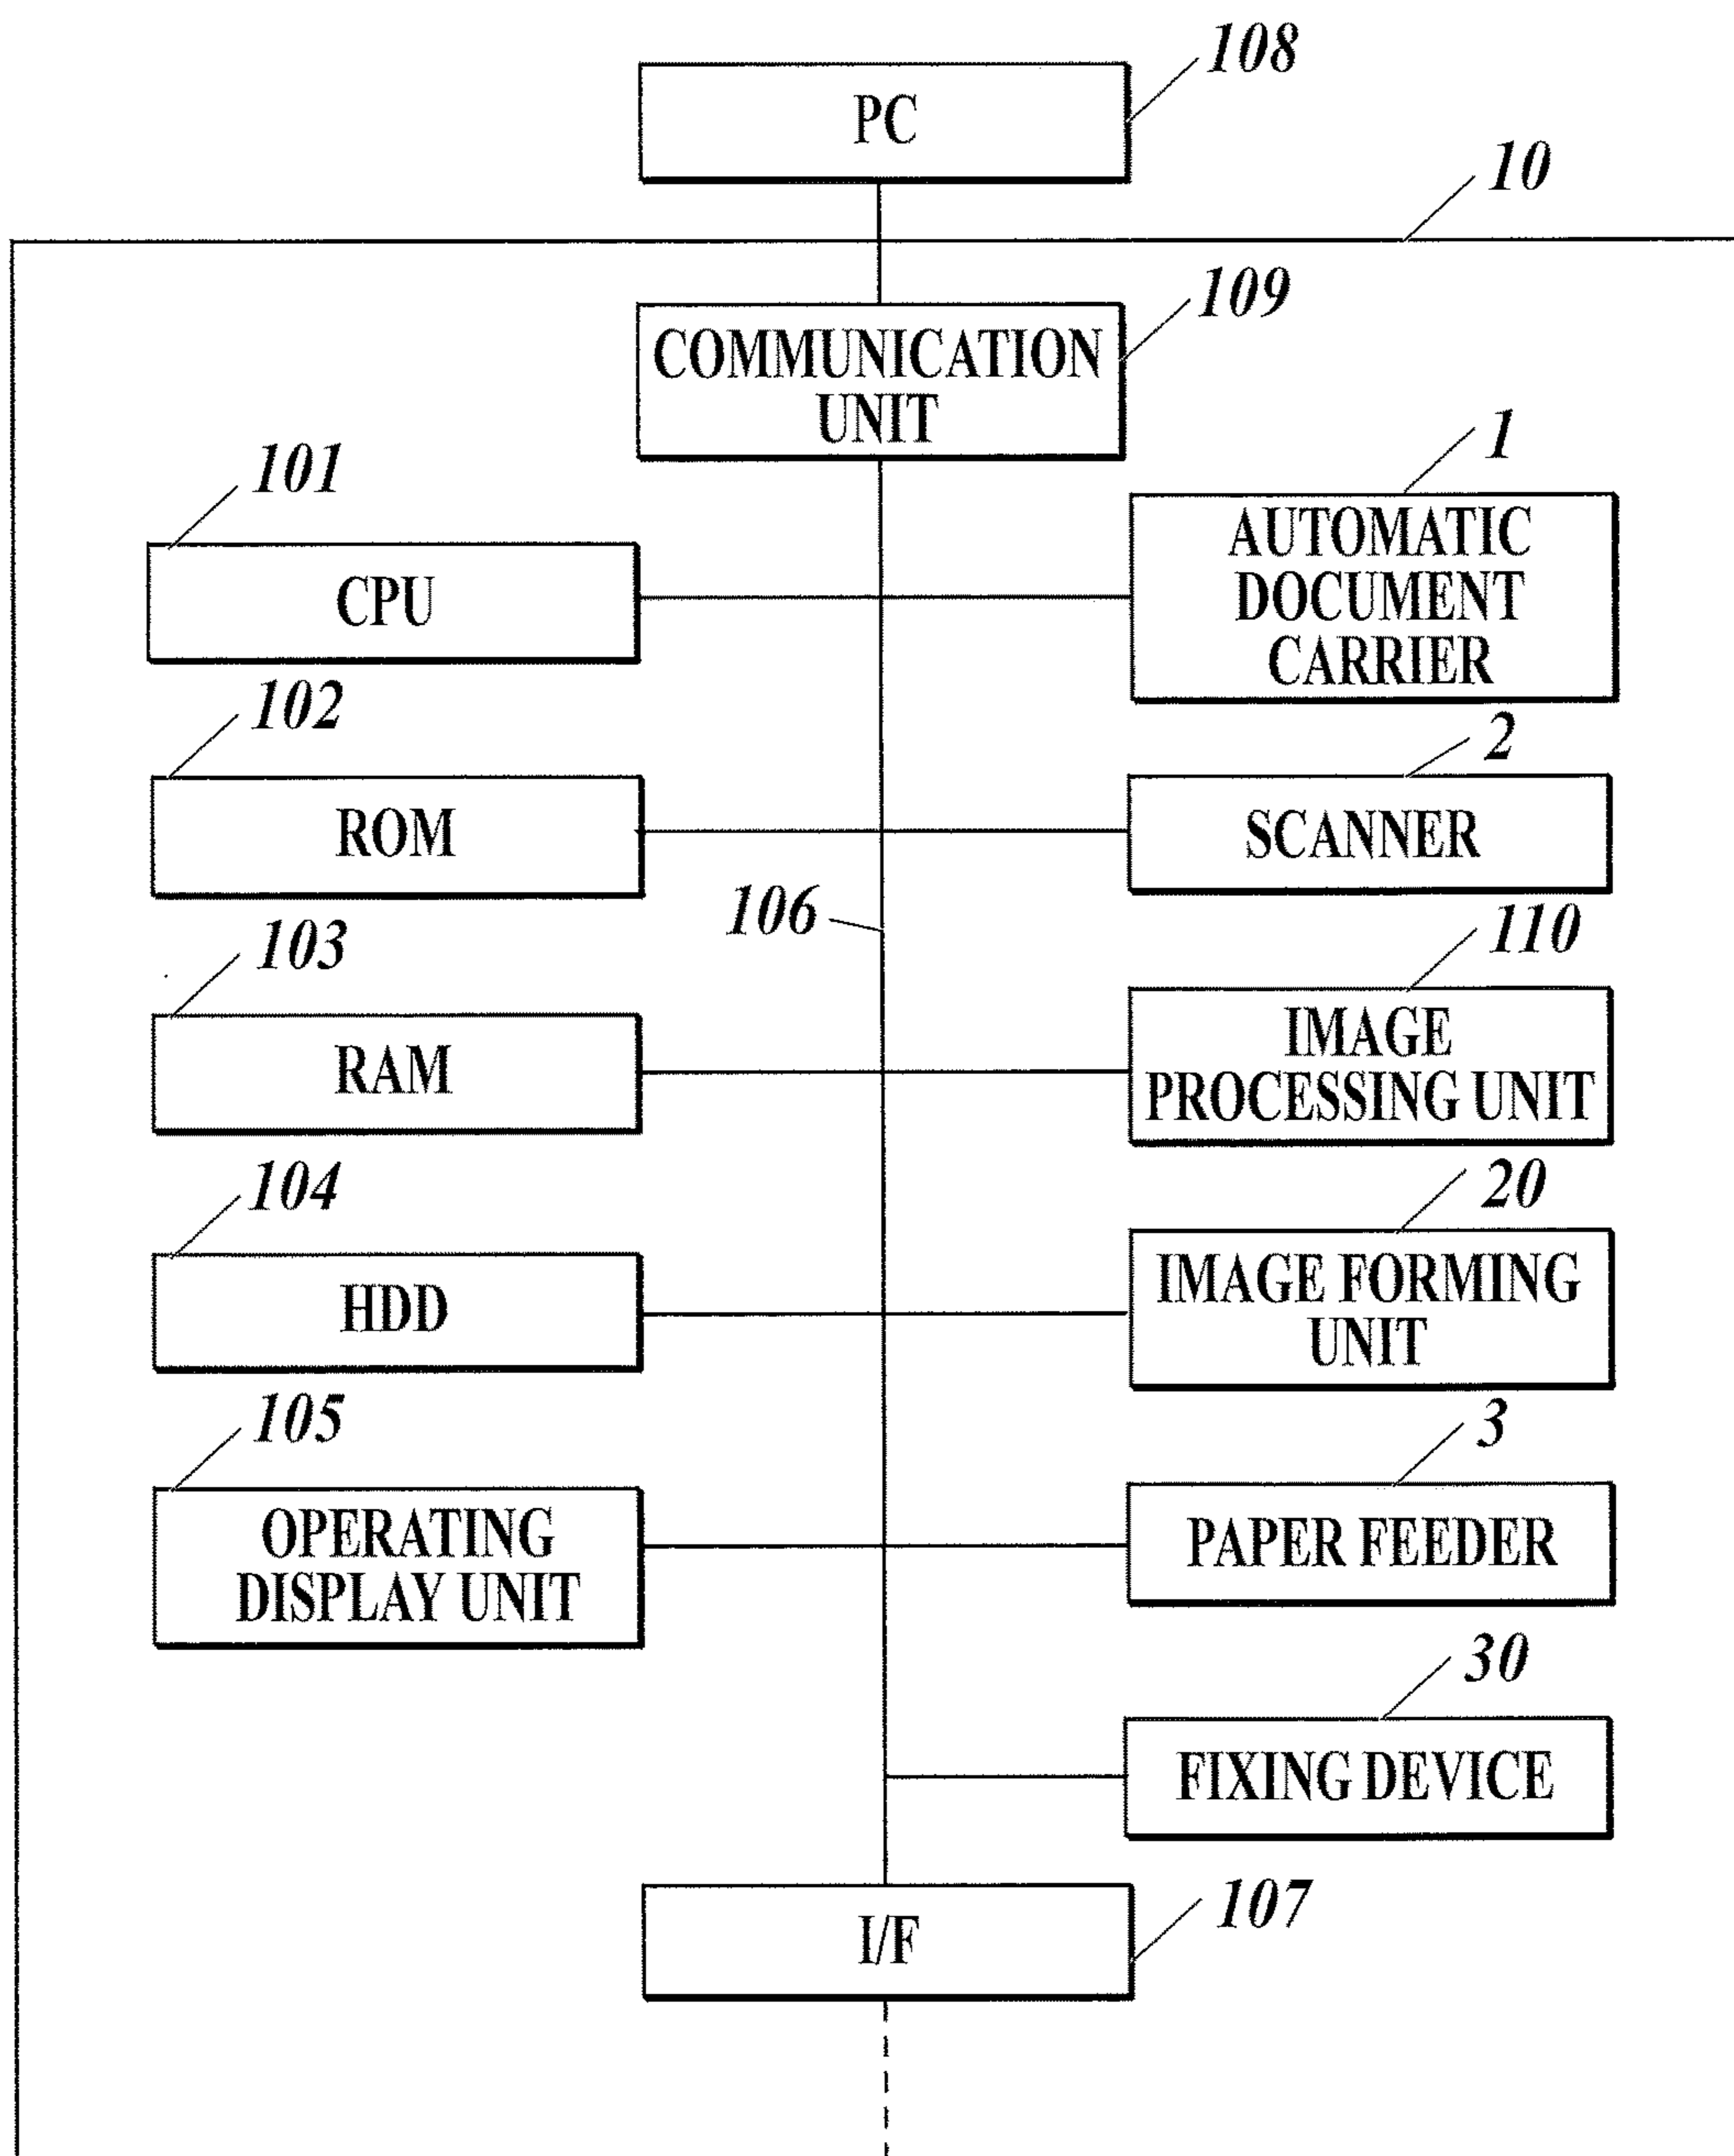 108
PC
10
109
COMMUNICATION
UNIT
101
CPU
1
AUTOMATIC
DOCUMENT
CARRIER
102
ROM
2
SCANNER
106
103
RAM
110
IMAGE
PROCESSING UNIT
104
HDD
20
IMAGE FORMING
UNIT
105
OPERATING
DISPLAY UNIT
3
PAPER FEEDER
30
FIXING DEVICE
I/F
107